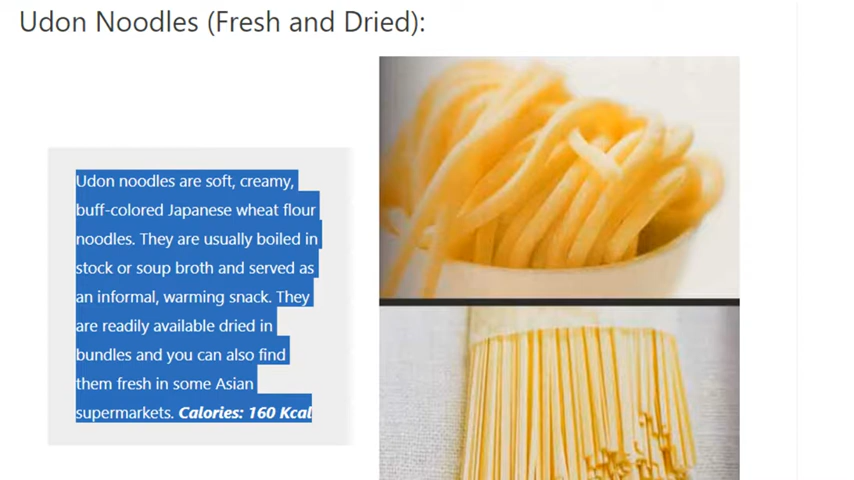 Udon Noodles (Fresh and Dried):
Udon noodles are soft, creamy,
buff-colored Japanese wheat flour
noodles. They are usually boiled in
stock or soup broth and served as
an informal, warming snack. They
are readily available dried in
bundles and you can also find
them fresh in some Asian
supermarkets. Calories: 160 Kcal